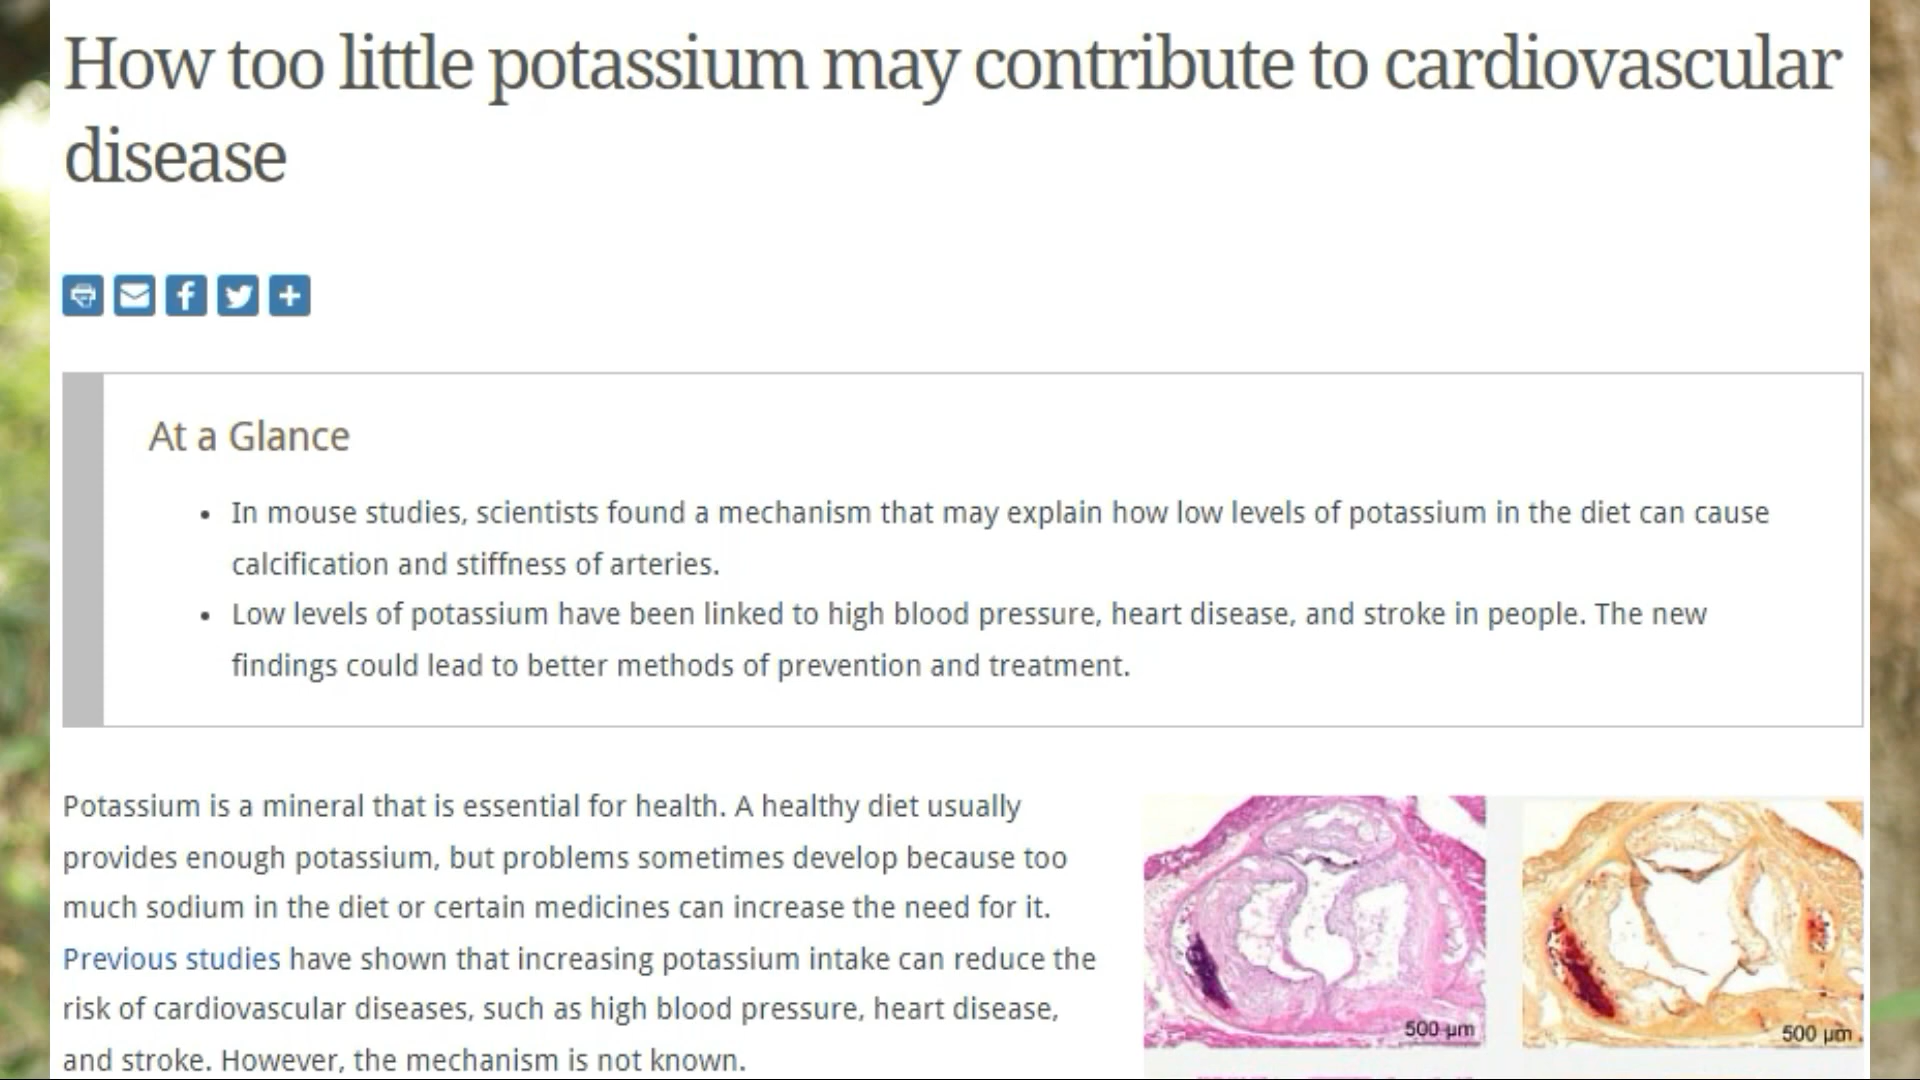 How too little potassium may contribute to cardiovascular
disease
At a Glance
• In mouse studies, scientists found a mechanism that may explain how low levels of potassium in the diet can cause
calcification and stiffness of arteries.
• Low levels of potassium have been linked to high blood pressure, heart disease, and stroke in people. The new
findings could lead to better methods of prevention and treatment.
Potassium is a mineral that is essential for health. A healthy diet usually
provides enough potassium, but problems sometimes develop because too
much sodium in the diet or certain medicines can increase the need for it.
Previous studies have shown that increasing potassium intake can reduce the
risk of cardiovascular diseases, such as high blood pressure, heart disease,
and stroke. However, the mechanism is not known.
500 µm
500 µm